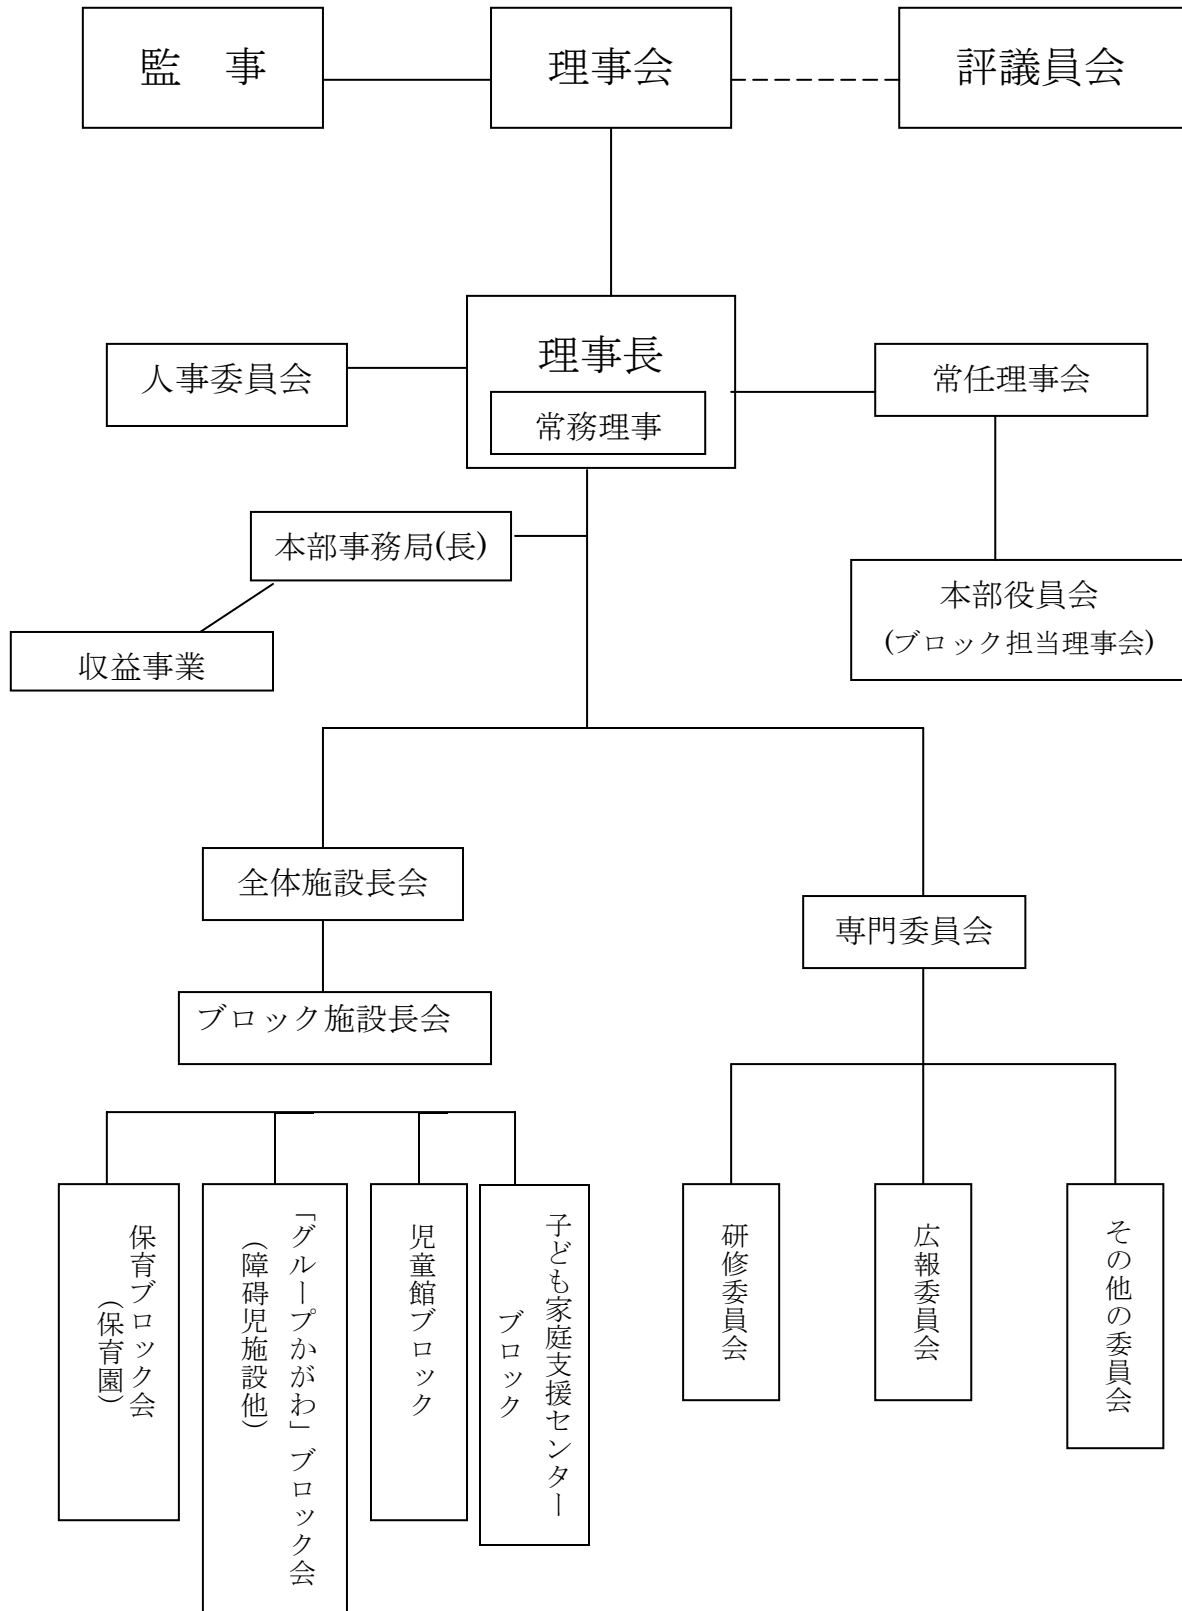 監　事
理事会
評議員会
理事長
常務理事
人事委員会
常任理事会
本部事務局(長)
収益事業
本部役員会
(ブロック担当理事会)
全体施設長会
専門委員会
ブロック施設長会
保育ブロック会
(保育園)
「グループかがわ」ブロック会
(障碍児施設他)
児童館ブロック
子ども家庭支援センター
ブロック
研修委員会
広報委員会
その他の委員会